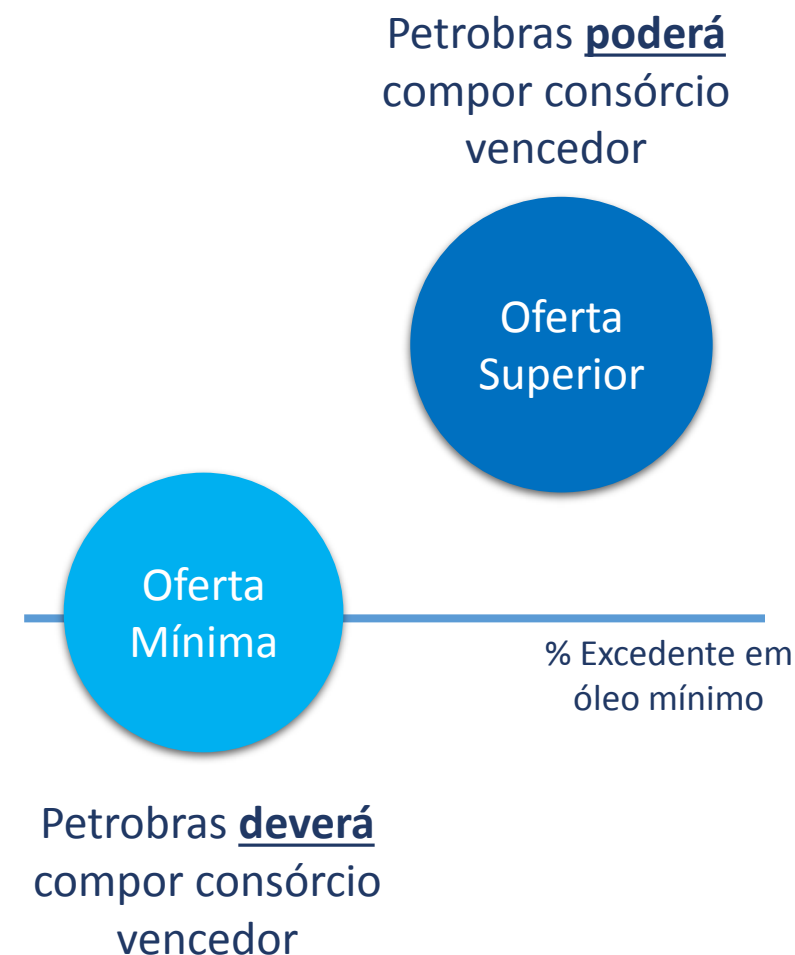 Petrobras poderá
compor consórcio
vencedor
Oferta
Superior
Oferta
Mínima
% Excedente em
óleo mínimo
Petrobras deverá
compor consórcio
vencedor